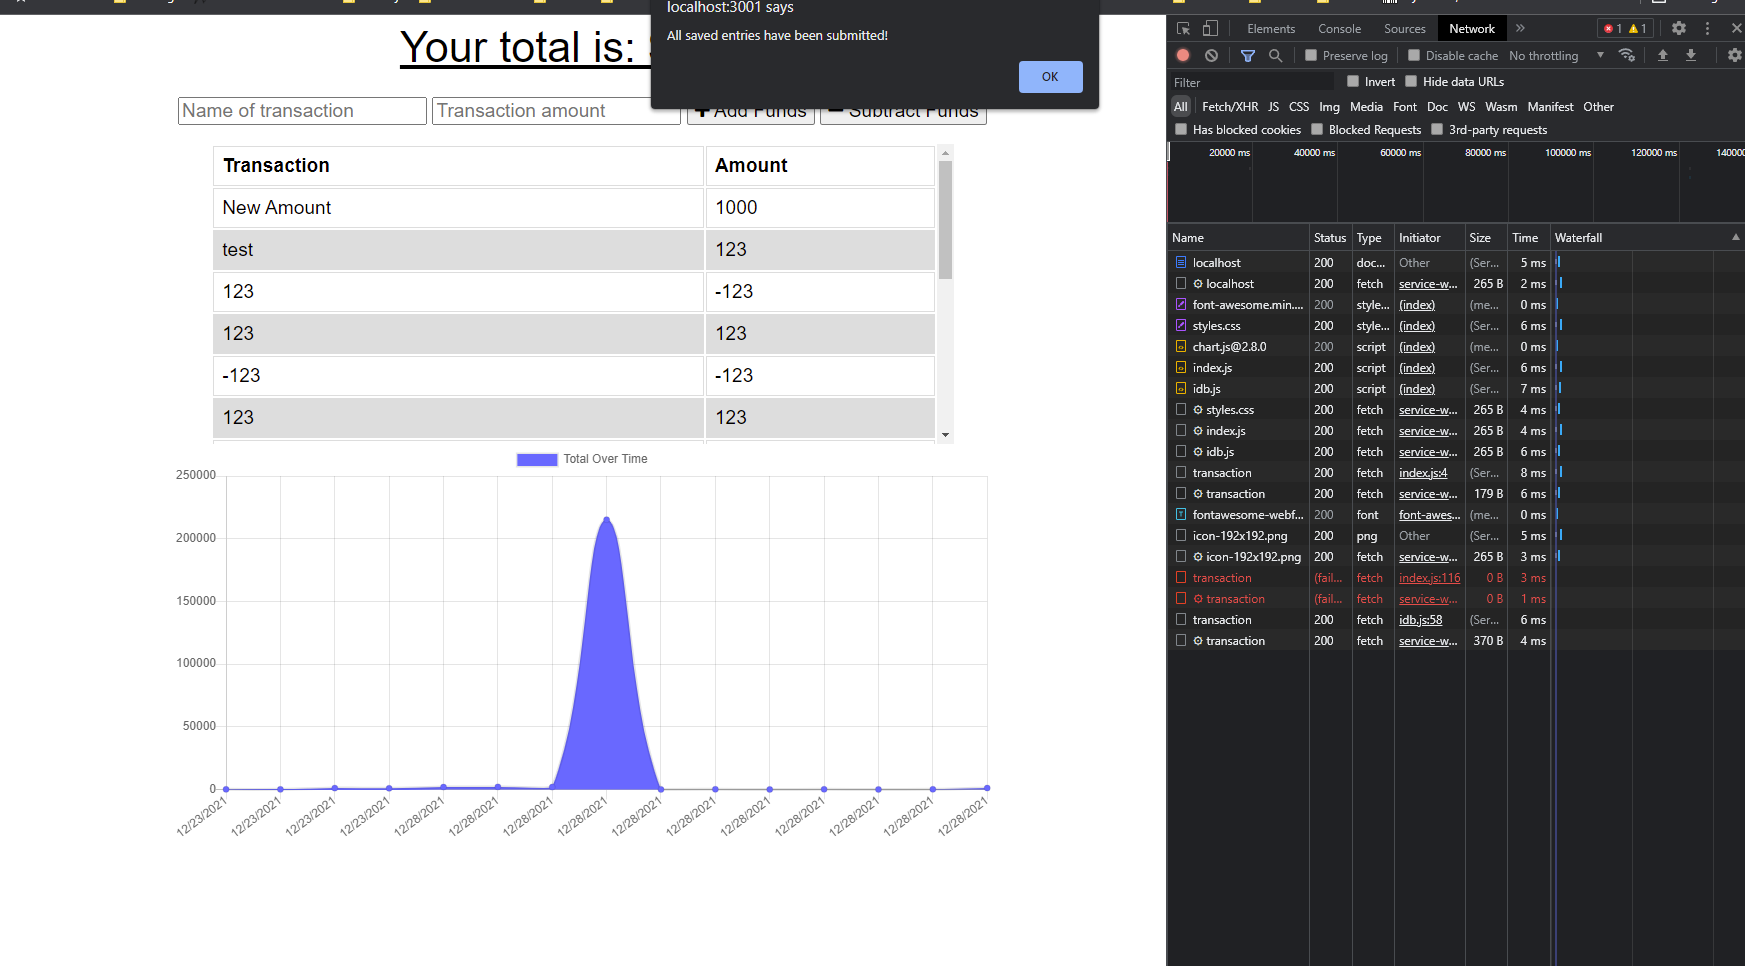 localhost:3001 says
All saved entries have been submitted!
OK
Your total is:
Name of transaction
Transaction amount
Add Funds
Subtract Funds
Transaction Amount
New Amount 1000
test 123
123 -123
123 123
-123 -123
123 123
Total Over Time
250000
200000
150000
100000
50000
0
12/23/2021 12/23/2021 12/23/2021 12/23/2021 12/28/2021 12/28/2021 12/28/2021 12/28/2021 12/28/2021 12/28/2021 12/28/2021 12/28/2021 12/28/2021 12/28/2021 12/28/2021
Elements Console Sources Network » 1 1
Preserve log Disable cache No throttling
Filter Invert Hide data URLs
All Fetch/XHR JS CSS Img Media Font Doc WS Wasm Manifest Other
Has blocked cookies Blocked Requests 3rd-party requests
20000 ms 40000 ms 60000 ms 80000 ms 100000 ms 120000 ms 14000
Name Status Type Initiator Size Time Waterfall
localhost 200 doc... Other (Ser... 5 ms
localhost 200 fetch service-w... 265 B 2 ms
font-awesome.min.... 200 style... (index) (me... 0 ms
styles.css 200 style... (index) (Ser... 6 ms
chart.js@2.8.0 200 script (index) (me... 0 ms
index.js 200 script (index) (Ser... 6 ms
idb.js 200 script (index) (Ser... 7 ms
styles.css 200 fetch service-w... 265 B 4 ms
index.js 200 fetch service-w... 265 B 4 ms
idb.js 200 fetch service-w... 265 B 6 ms
transaction 200 fetch index.js:4 (Ser... 8 ms
transaction 200 fetch service-w... 179 B 6 ms
fontawesome-webf... 200 font font-awes... (me... 0 ms
icon-192x192.png 200 png Other (Ser... 5 ms
icon-192x192.png 200 fetch service-w... 265 B 3 ms
transaction (fail... fetch index.js:116 0 B 3 ms
transaction (fail... fetch service-w... 0 B 1 ms
transaction 200 fetch idb.js:58 (Ser... 6 ms
transaction 200 fetch service-w... 370 B 4 ms